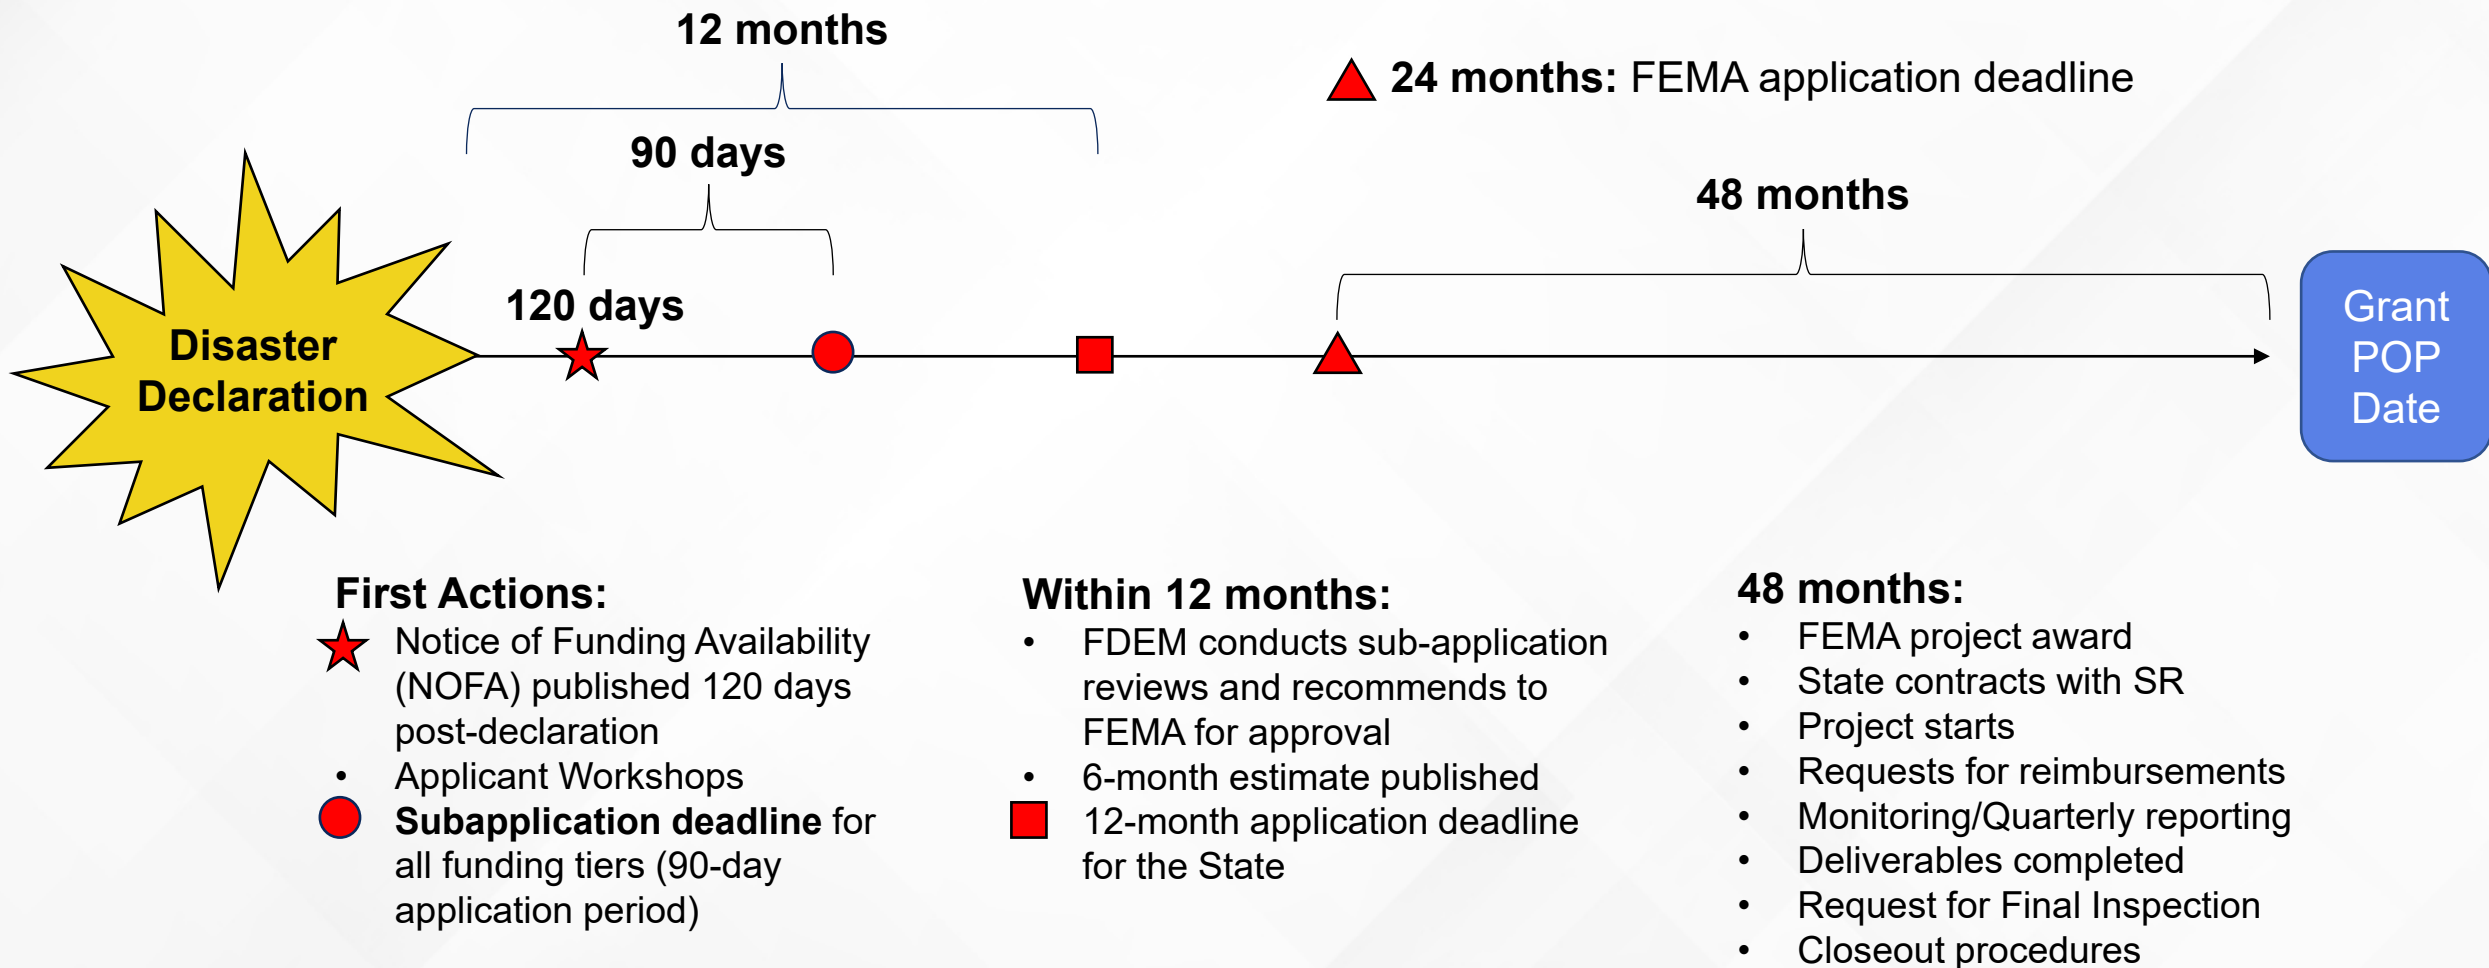 12 months
24 months: FEMA application deadline
90 days
48 months
120 days
Disaster
Declaration
Grant
POP
Date
First Actions:
Notice of Funding Availability
(NOFA) published 120 days
post-declaration
• Applicant Workshops
Subapplication deadline for
all funding tiers (90-day
application period)
Within 12 months:
• FDEM conducts sub-application
reviews and recommends to
FEMA for approval
• 6-month estimate published
12-month application deadline
for the State
48 months:
• FEMA project award
• State contracts with SR
• Project starts
• Requests for reimbursements
• Monitoring/Quarterly reporting
• Deliverables completed
• Request for Final Inspection
• Closeout procedures